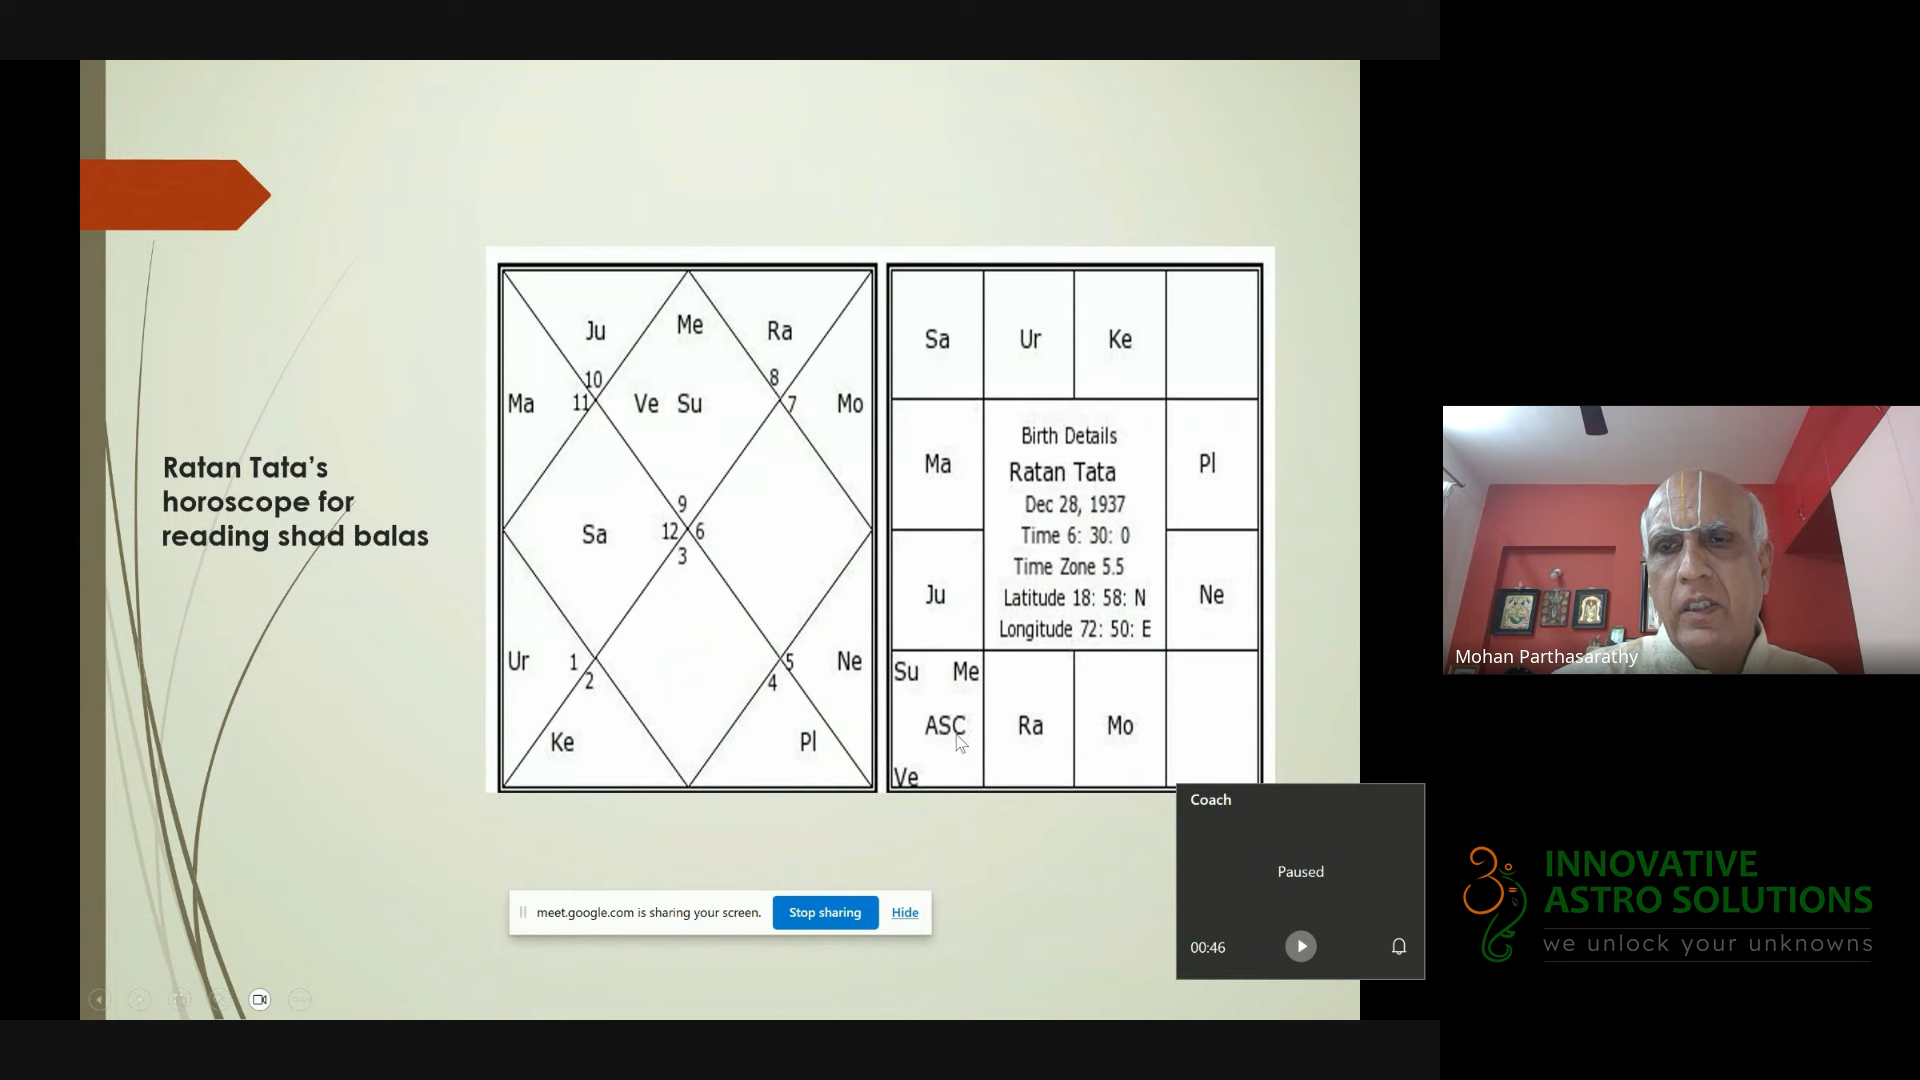 Ratan Tata's
horoscope for
reading shad balas
Ju
Me
Ra
10
8
Ma
11
Ve Su
7
Mo
9
Sa
12
6
3
Ur
1
5
Ne
2
4
Ke
Pl
Sa
Ur
Ke
Ma
Birth Details
Ratan Tata
Dec 28, 1937
Time 6: 30: 0
Time Zone 5.5
Latitude 18: 58: N
Longitude 72: 50: E
Pl
Ju
Ne
Su Me
ASC
Ve
Ra
Mo
Coach
Paused
00:46
meet.google.com is sharing your screen.
Stop sharing
Hide
Mohan Parthasarathy
INNOVATIVE
ASTRO SOLUTIONS
we unlock your unknowns